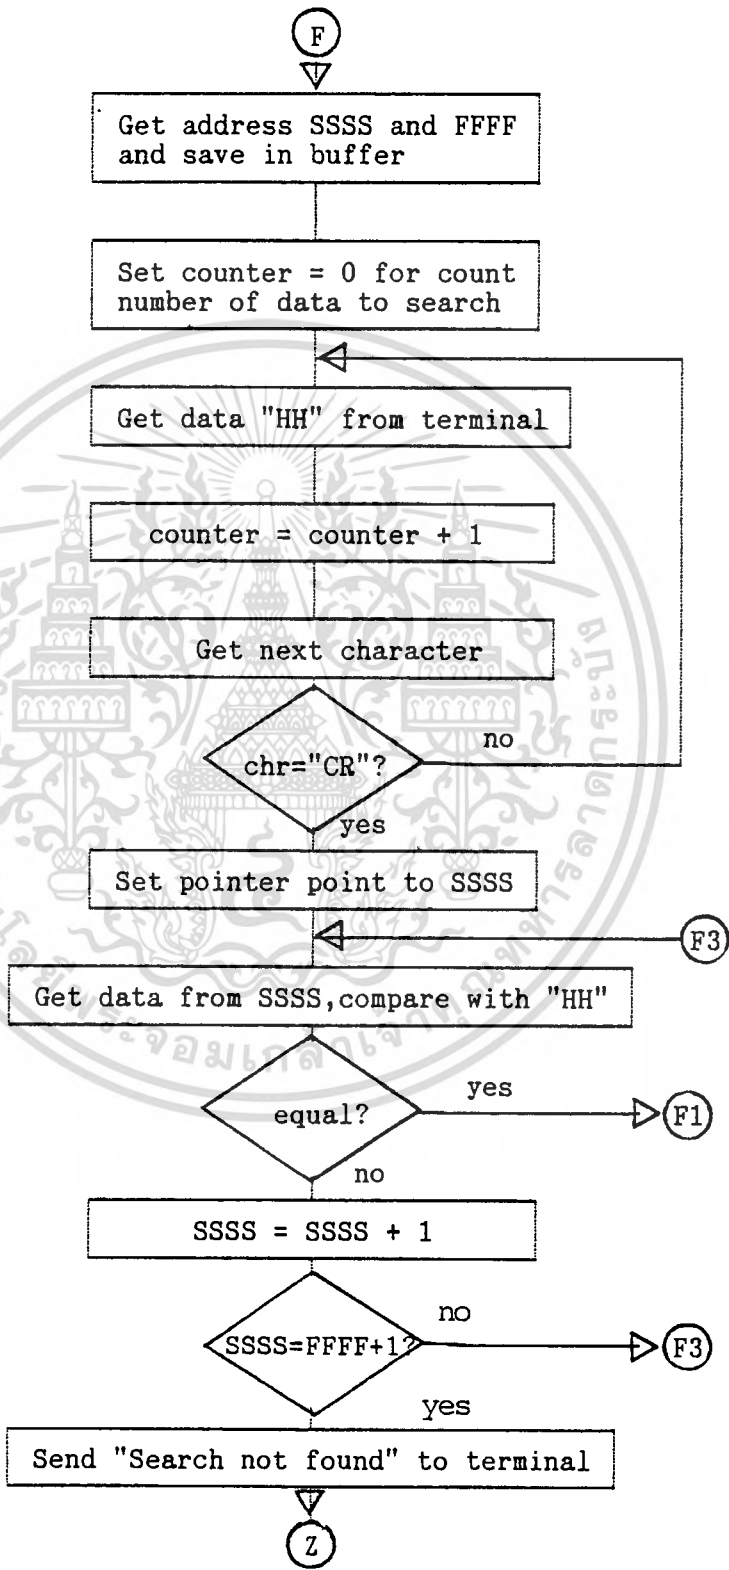 F
Get address SSSS and FFFF
and save in buffer
Set counter = 0 for count
number of data to search
Get data "HH" from terminal
counter = counter + 1
Get next character
chr="CR"?
no
yes
Set pointer point to SSSS
F3
Get data from SSSS,compare with "HH"
equal?
yes
F1
no
SSSS = SSSS + 1
SSSS=FFFF+1?
no
F3
yes
Send "Search not found" to terminal
Z